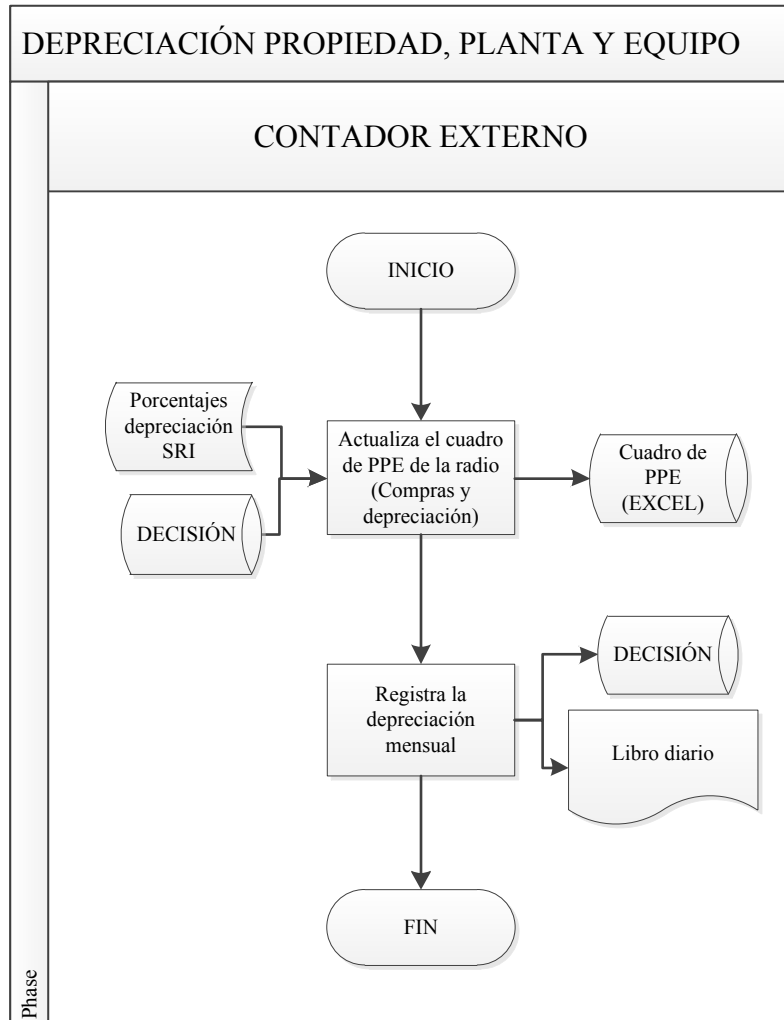 DEPRECIACIÓN PROPIEDAD, PLANTA Y EQUIPO
CONTADOR EXTERNO
INICIO
Porcentajes
depreciación
SRI
DECISIÓN
Actualiza el cuadro
de PPE de la radio
(Compras y
depreciación)
Cuadro de
PPE
(EXCEL)
Registra la
depreciación
mensual
DECISIÓN
Libro diario
FIN
Phase